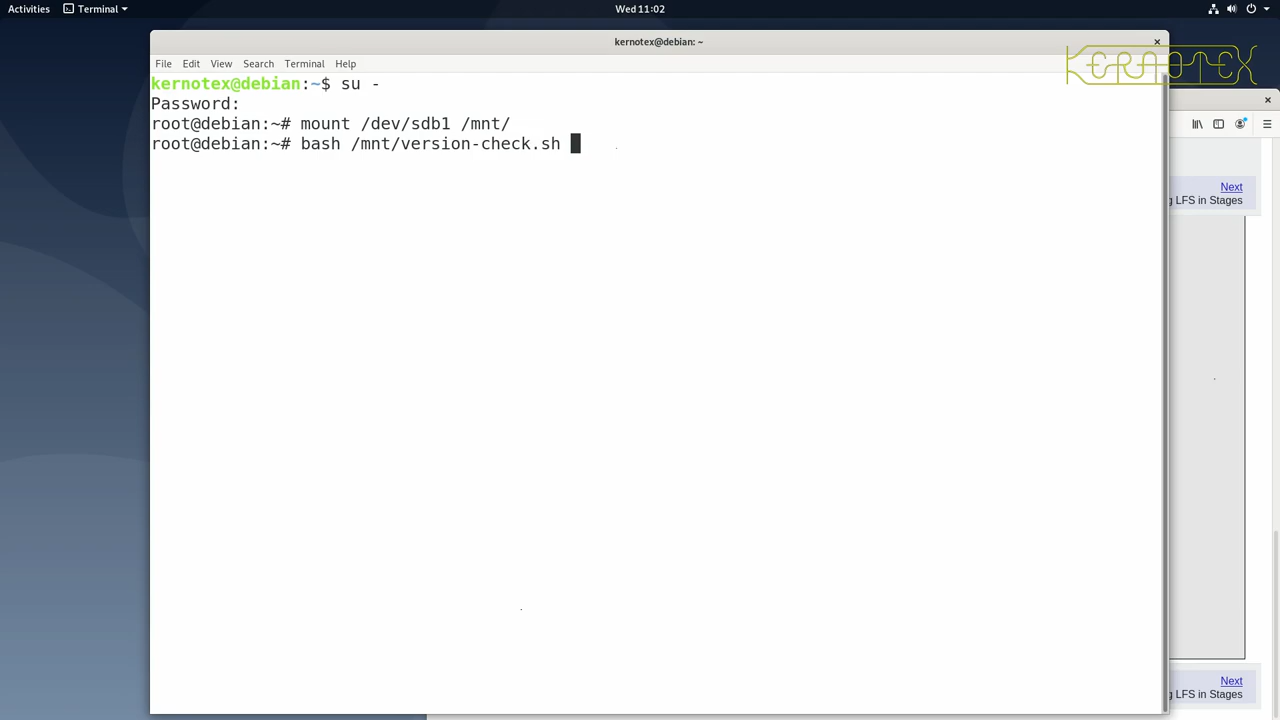 Activities Terminal Wed 11:02
kernotex@debian: ~
KERNOTEX
File Edit View Search Terminal Help
kernotex@debian:~$ su -
Password:
root@debian:~# mount /dev/sdb1 /mnt/
root@debian:~# bash /mnt/version-check.sh
Next
g LFS in Stages
Next
g LFS in Stages